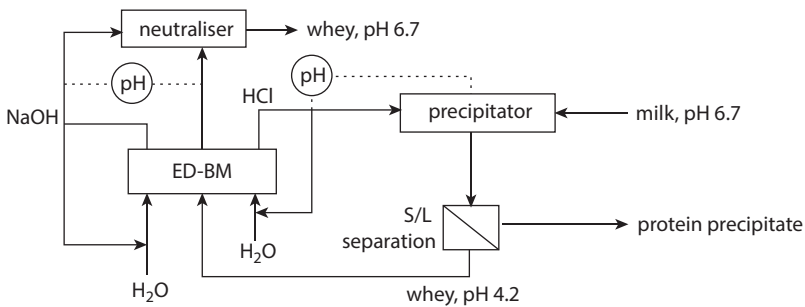 neutraliser
whey, pH 6.7
pH
pH
HCl
NaOH
precipitator
milk, pH 6.7
ED-BM
S/L
separation
protein precipitate
H₂O
H₂O
whey, pH 4.2